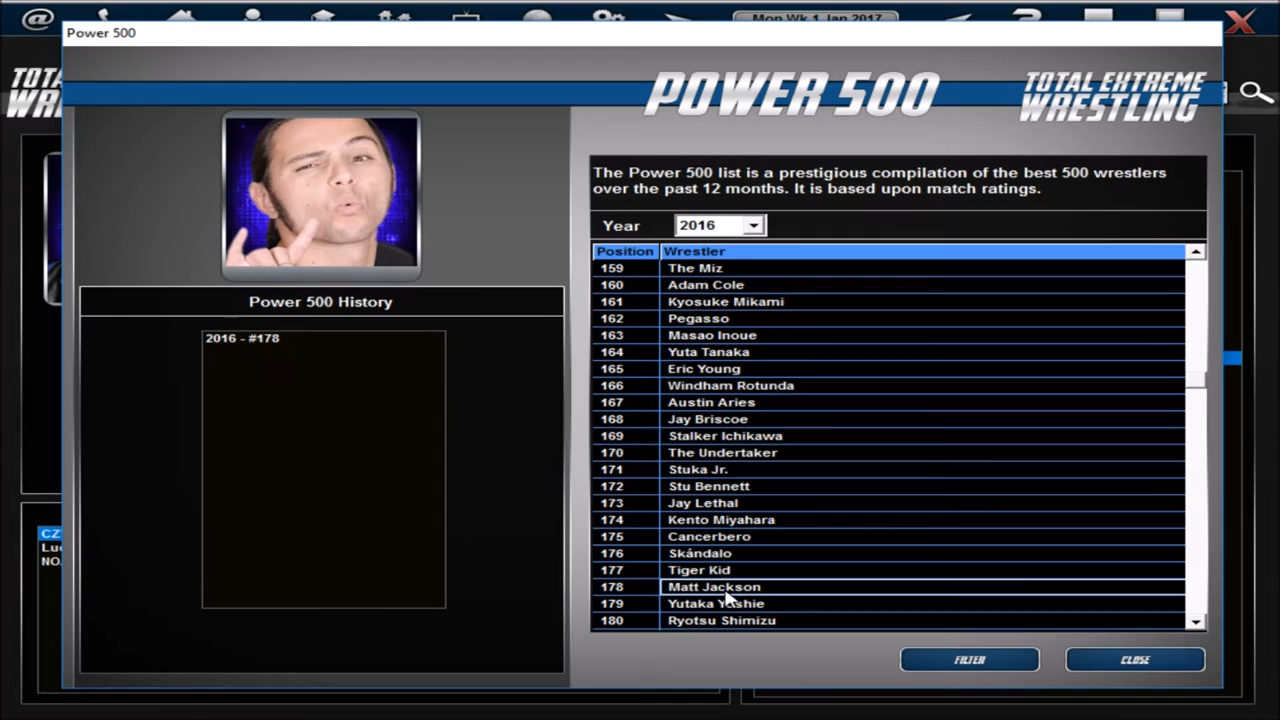 Mon Wk 1 Jan 2017
Power 500
POWER 500
TOTAL EXTREME
WRESTLING
The Power 500 list is a prestigious compilation of the best 500 wrestlers
over the past 12 months. It is based upon match ratings.
Year 2016
Position Wrestler
159 The Miz
160 Adam Cole
161 Kyosuke Mikami
162 Pegasso
163 Masao Inoue
164 Yuta Tanaka
165 Eric Young
166 Windham Rotunda
167 Austin Aries
168 Jay Briscoe
169 Stalker Ichikawa
170 The Undertaker
171 Stuka Jr.
172 Stu Bennett
173 Jay Lethal
174 Kento Miyahara
175 Cancerbero
176 Skándalo
177 Tiger Kid
178 Matt Jackson
179 Yutaka Yoshie
180 Ryotsu Shimizu
FILTER
CLOSE
Power 500 History
2016 - #178